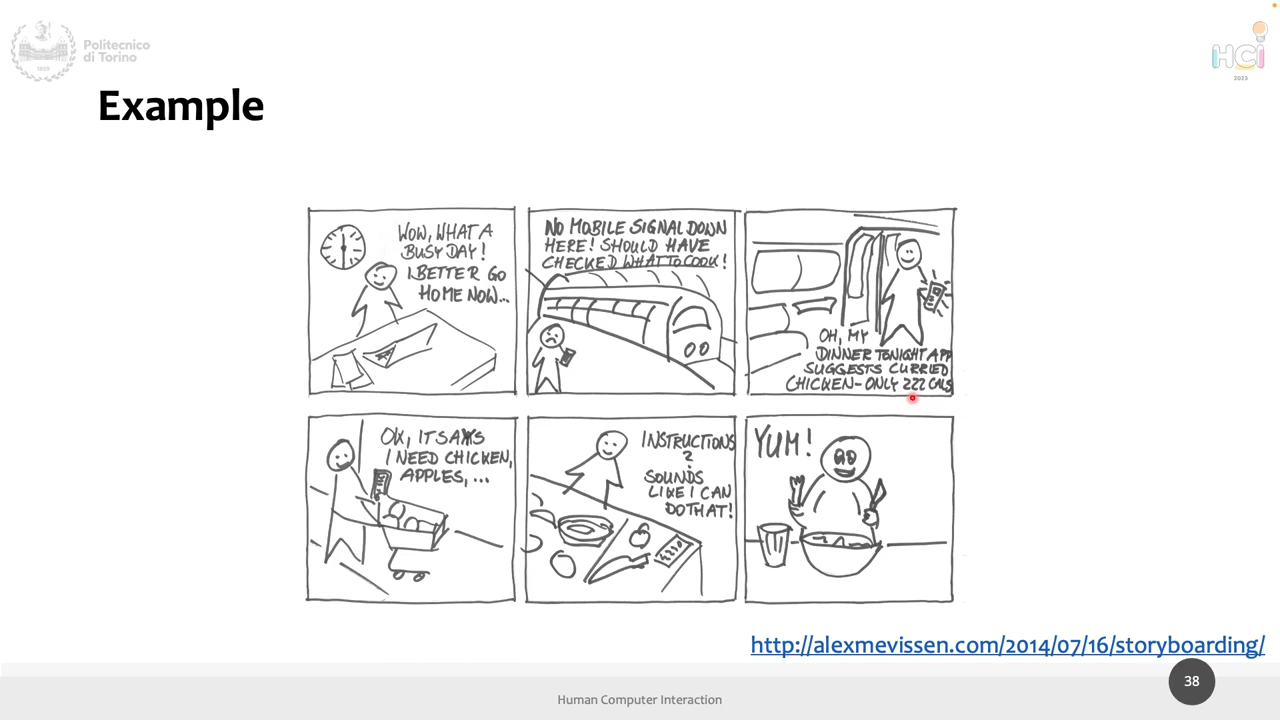 Politecnico
di Torino
1859
HCI
2023
Example
WOW, WHAT A
BUSY DAY!
I BETTER GO
HOME NOW...
NO MOBILE SIGNAL DOWN
HERE! SHOULD HAVE
CHECKED WHAT TO COOK!
OH, MY
DINNER TONIGHT APP
SUGGESTS CURRIED
CHICKEN - ONLY 222 CALS
OK, IT SAYS
I NEED CHICKEN,
APPLES, ...
INSTRUCTIONS
?
SOUNDS
LIKE I CAN
DO THAT!
YUM!
http://alexmevissen.com/2014/07/16/storyboarding/
38
Human Computer Interaction